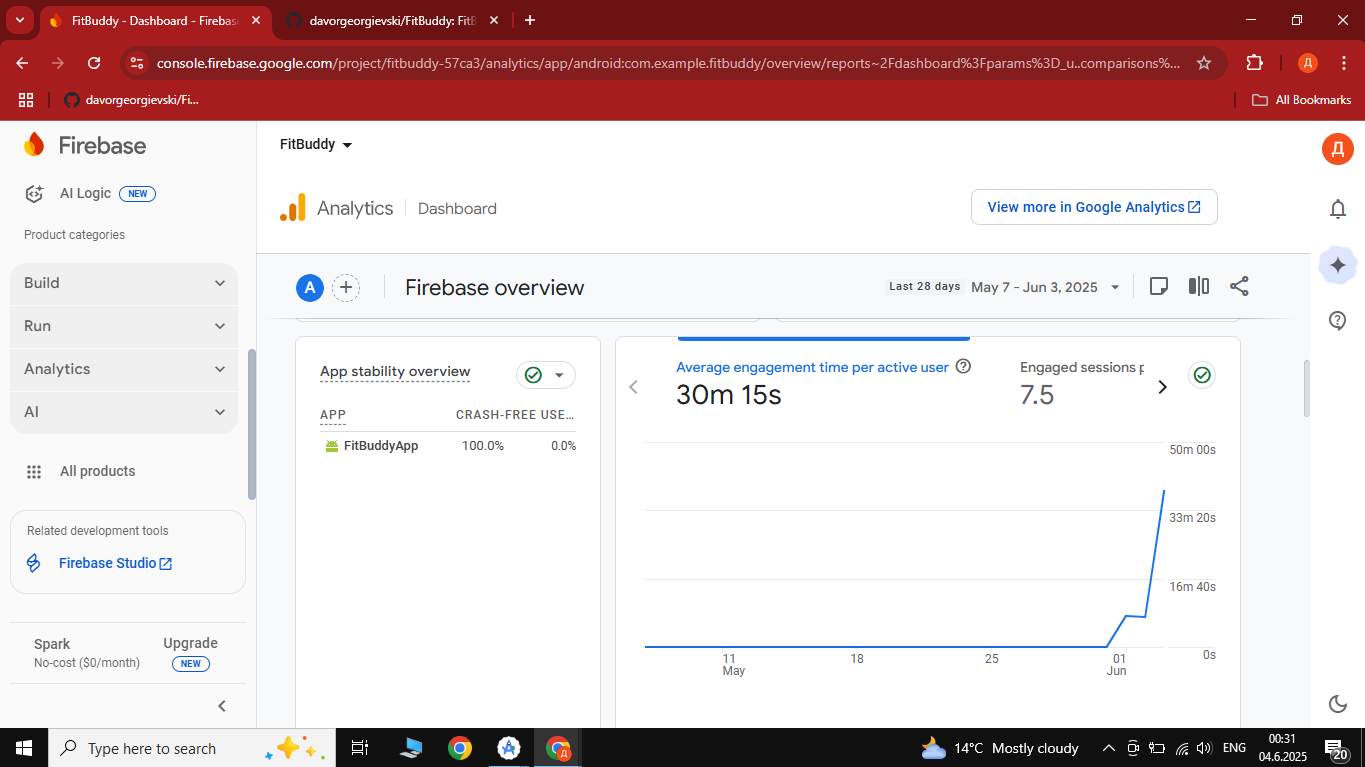 FitBuddy - Dashboard - Firebas
davorgeorgievski/FitBuddy: FitB
console.firebase.google.com/project/fitbuddy-57ca3/analytics/app/android:com.example.fitbuddy/overview/reports~2Fdashboard%3Fparams%3D_u..comparisons%...
Д
davorgeorgievski/Fi...
All Bookmarks
Firebase
FitBuddy
Д
AI Logic NEW
Analytics Dashboard
View more in Google Analytics
Product categories
Build
Run
Analytics
AI
A + Firebase overview
Last 28 days May 7 - Jun 3, 2025
App stability overview
APP CRASH-FREE USE...
FitBuddyApp 100.0% 0.0%
Average engagement time per active user
30m 15s
Engaged sessions p
7.5
50m 00s
33m 20s
16m 40s
0s
11
May
18
25
01
Jun
All products
Related development tools
Firebase Studio
Spark
No-cost ($0/month)
Upgrade
NEW
Type here to search
Д
14°C Mostly cloudy
ENG
00:31
04.6.2025
20